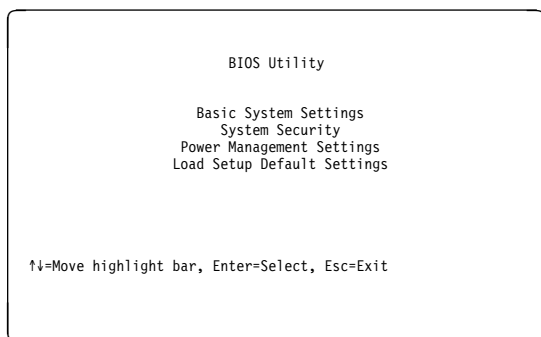 BIOS Utility
Basic System Settings
System Security
Power Management Settings
Load Setup Default Settings
↑↓=Move highlight bar, Enter=Select, Esc=Exit